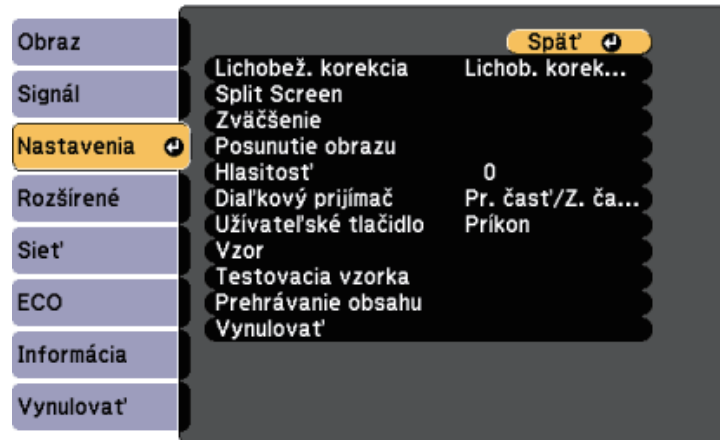 Obraz
Signál
Nastavenia
Rozšírené
Sieť
ECO
Informácia
Vynulovať
Späť
Lichobež. korekcia Lichob. korek...
Split Screen
Zväčšenie
Posunutie obrazu
Hlasitosť 0
Diaľkový prijímač Pr. časť/Z. ča...
Užívateľské tlačidlo Príkon
Vzor
Testovacia vzorka
Prehrávanie obsahu
Vynulovať